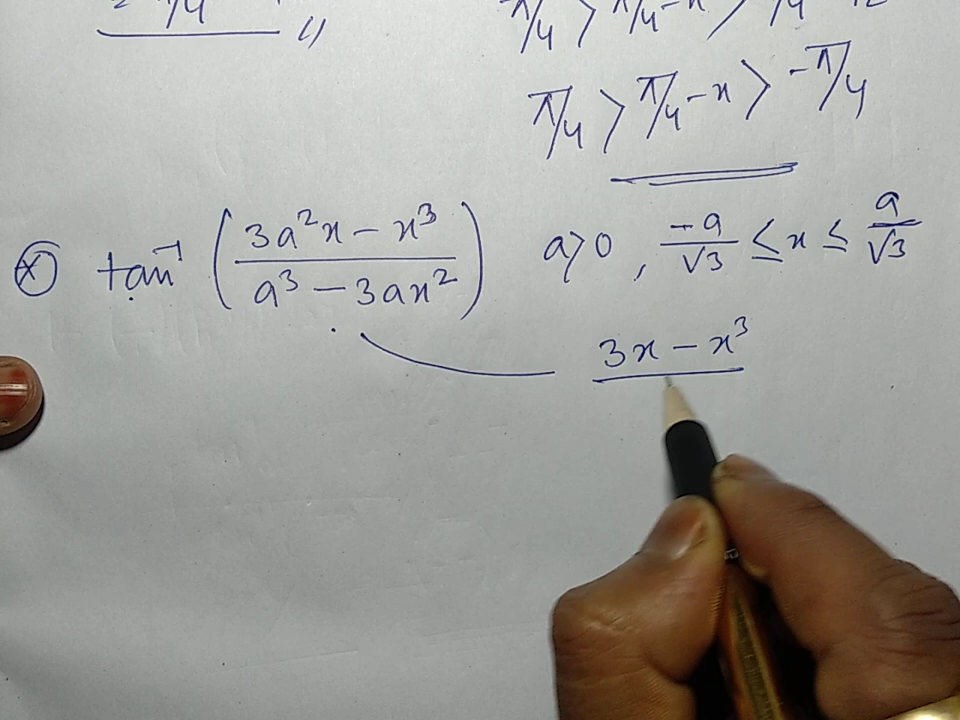 π/4 > π/4 - x > -π/4
(x) tan⁻¹ ( (3a²x - x³) / (a³ - 3ax²) ) a > 0, -a/√3 ≤ x ≤ a/√3
3x - x³